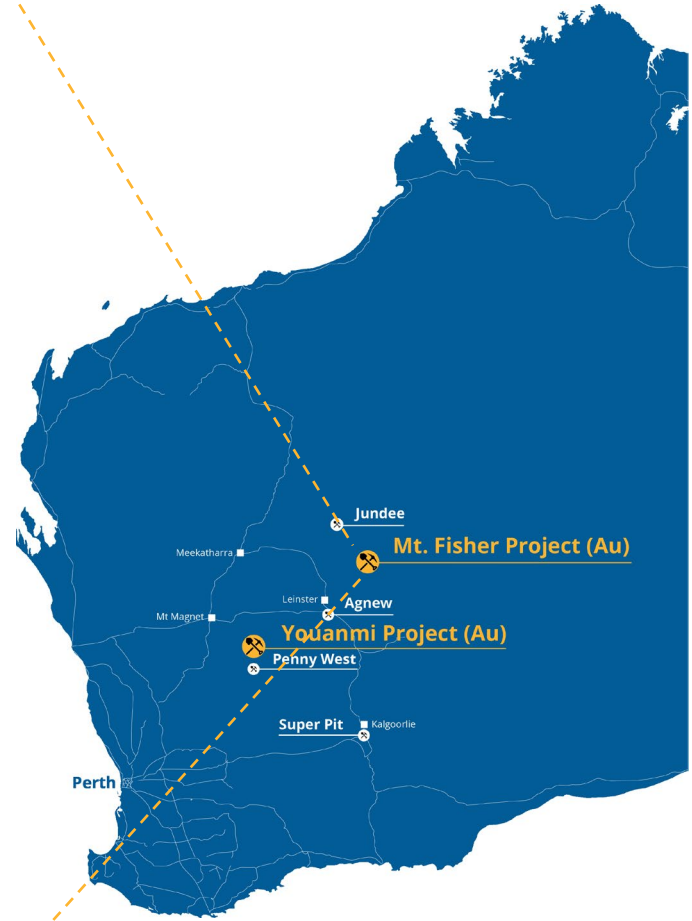 Jundee
Mt. Fisher Project (Au)
Meekatharra
Leinster
Agnew
Mt Magnet
Youanmi Project (Au)
Penny West
Super Pit
Kalgoorlie
Perth